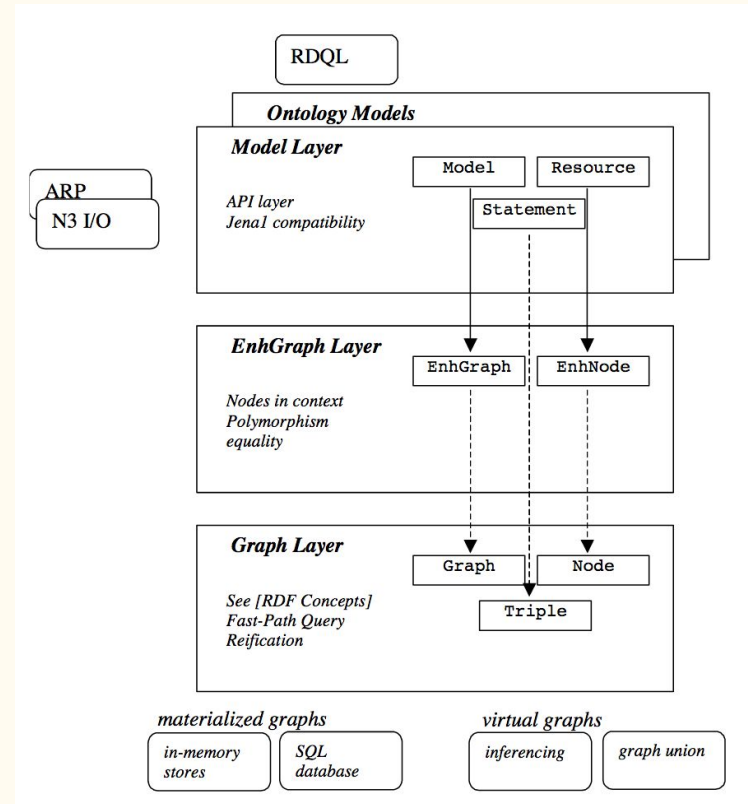 RDQL
Ontology Models
Model Layer
Model
Resource
ARP
N3 I/O
API layer
Jena1 compatibility
Statement
EnhGraph Layer
EnhGraph
EnhNode
Nodes in context
Polymorphism
equality
Graph Layer
Graph
Node
See [RDF Concepts]
Fast-Path Query
Reification
Triple
materialized graphs
virtual graphs
in-memory
stores
SQL
database
inferencing
graph union